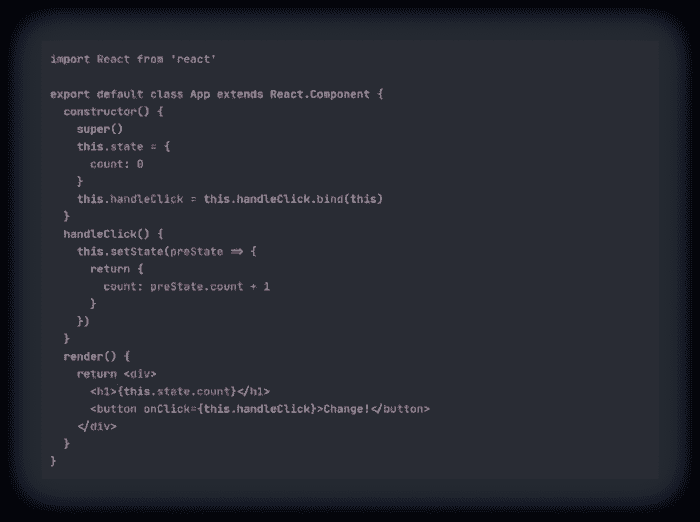 import React from 'react'
export default class App extends React.Component {
constructor() {
super()
this.state = {
count: 0
}
this.handleClick = this.handleClick.bind(this)
}
handleClick() {
this.setState(preState => {
return {
count: preState.count + 1
}
})
}
render() {
return <div>
<h1>{this.state.count}</h1>
<button onClick={this.handleClick}>Change!</button>
</div>
}
}